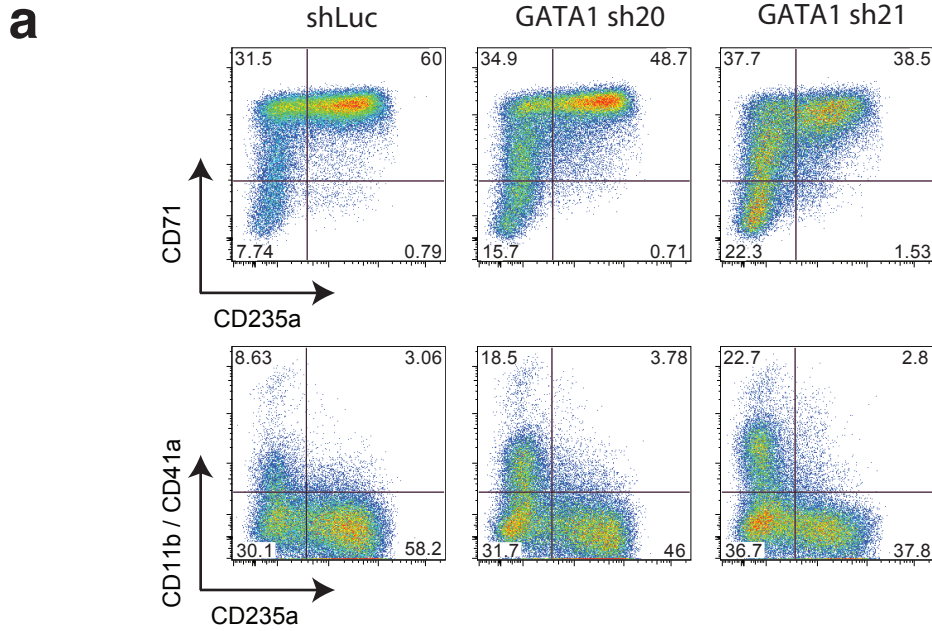 a
shLuc GATA1 sh20 GATA1 sh21
31.5 60 34.9 48.7 37.7 38.5
CD71
7.74 0.79 15.7 0.71 22.3 1.53
CD235a
8.63 3.06 18.5 3.78 22.7 2.8
CD11b / CD41a
30.1 58.2 31.7 46 36.7 37.8
CD235a